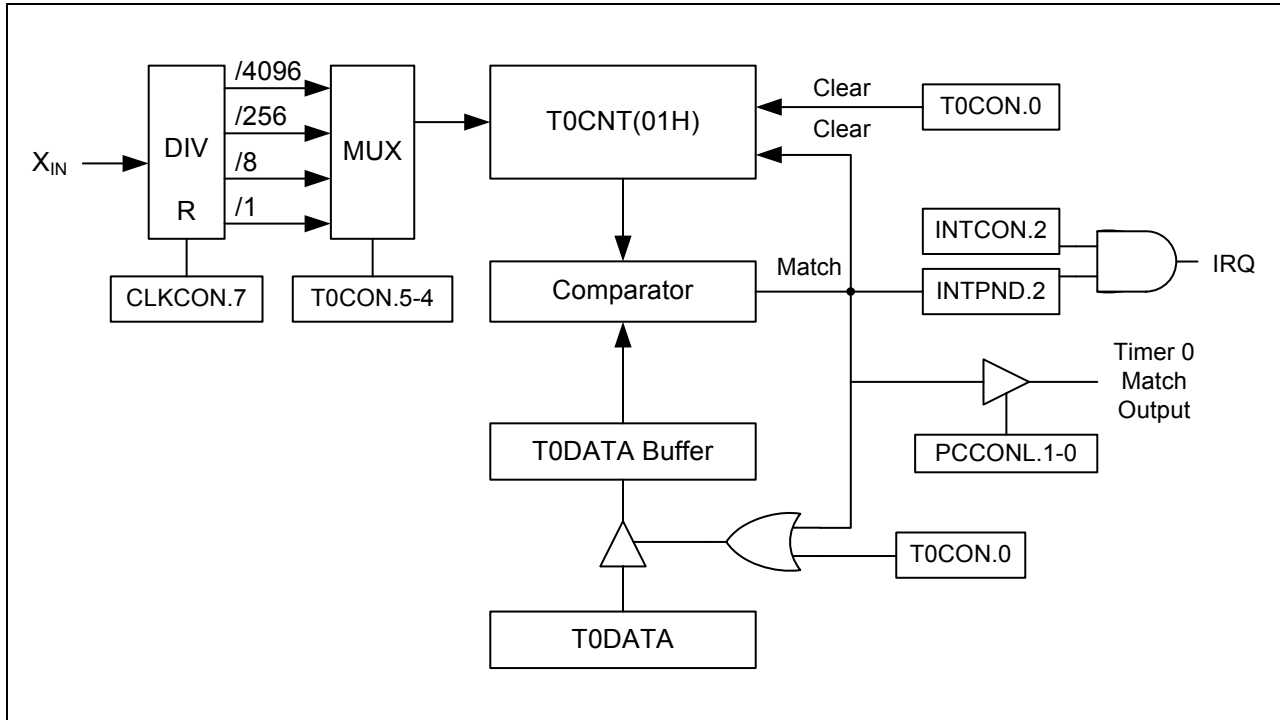 /4096
/256
/8
/1
X_IN
DIV
R
MUX
CLKCON.7
T0CON.5-4
T0CNT(01H)
Clear
Clear
T0CON.0
Comparator
Match
INTCON.2
INTPND.2
IRQ
Timer 0
Match
Output
PCCONL.1-0
T0DATA Buffer
T0CON.0
T0DATA